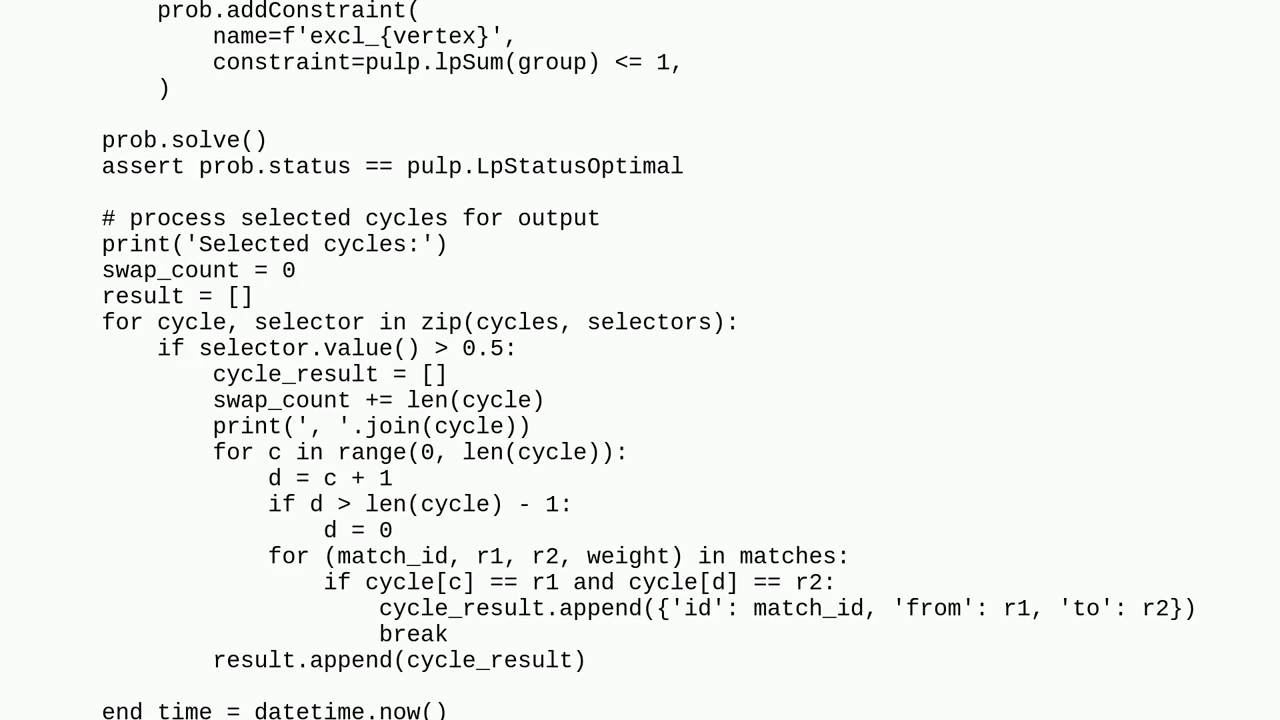 prob.addConstraint(
name=f'excl_{vertex}',
constraint=pulp.lpSum(group) <= 1,
)
prob.solve()
assert prob.status == pulp.LpStatusOptimal
# process selected cycles for output
print('Selected cycles:')
swap_count = 0
result = []
for cycle, selector in zip(cycles, selectors):
if selector.value() > 0.5:
cycle_result = []
swap_count += len(cycle)
print(', '.join(cycle))
for c in range(0, len(cycle)):
d = c + 1
if d > len(cycle) - 1:
d = 0
for (match_id, r1, r2, weight) in matches:
if cycle[c] == r1 and cycle[d] == r2:
cycle_result.append({'id': match_id, 'from': r1, 'to': r2})
break
result.append(cycle_result)
end_time = datetime.now()